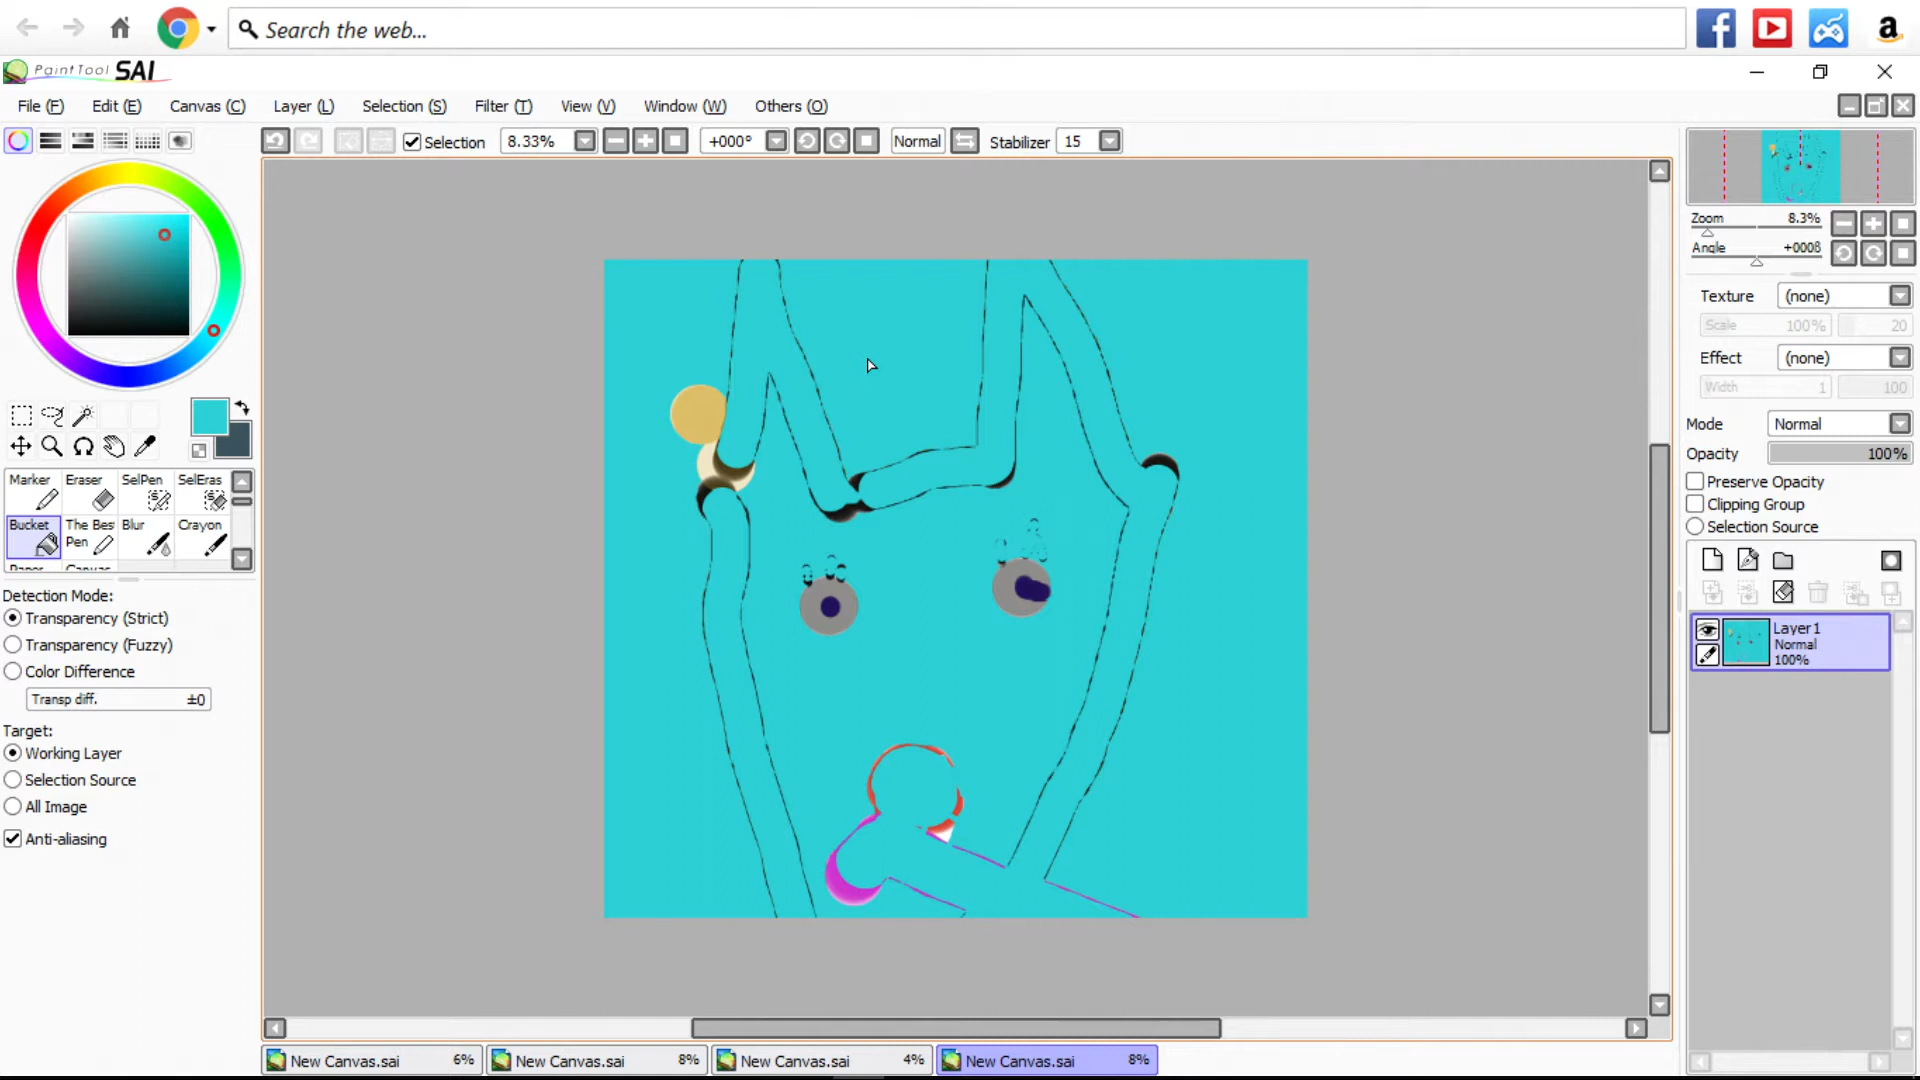 Search the web...
a
PaintTool SAI
File (F) Edit (E) Canvas (C) Layer (L) Selection (S) Filter (T) View (V) Window (W) Others (O)
Selection 8.33% +000° Normal Stabilizer 15
Zoom 8.3%
Angle +0008
Texture (none)
Scale 100% 20
Effect (none)
Width 1 100
Mode Normal
Opacity 100%
Preserve Opacity
Clipping Group
Selection Source
Layer1
Normal
100%
Marker Eraser SelPen SelEras
Bucket The Bes Blur Crayon
Pen
Detection Mode:
Transparency (Strict)
Transparency (Fuzzy)
Color Difference
Transp diff. ±0
Target:
Working Layer
Selection Source
All Image
Anti-aliasing
New Canvas.sai 6% New Canvas.sai 8% New Canvas.sai 4% New Canvas.sai 8%